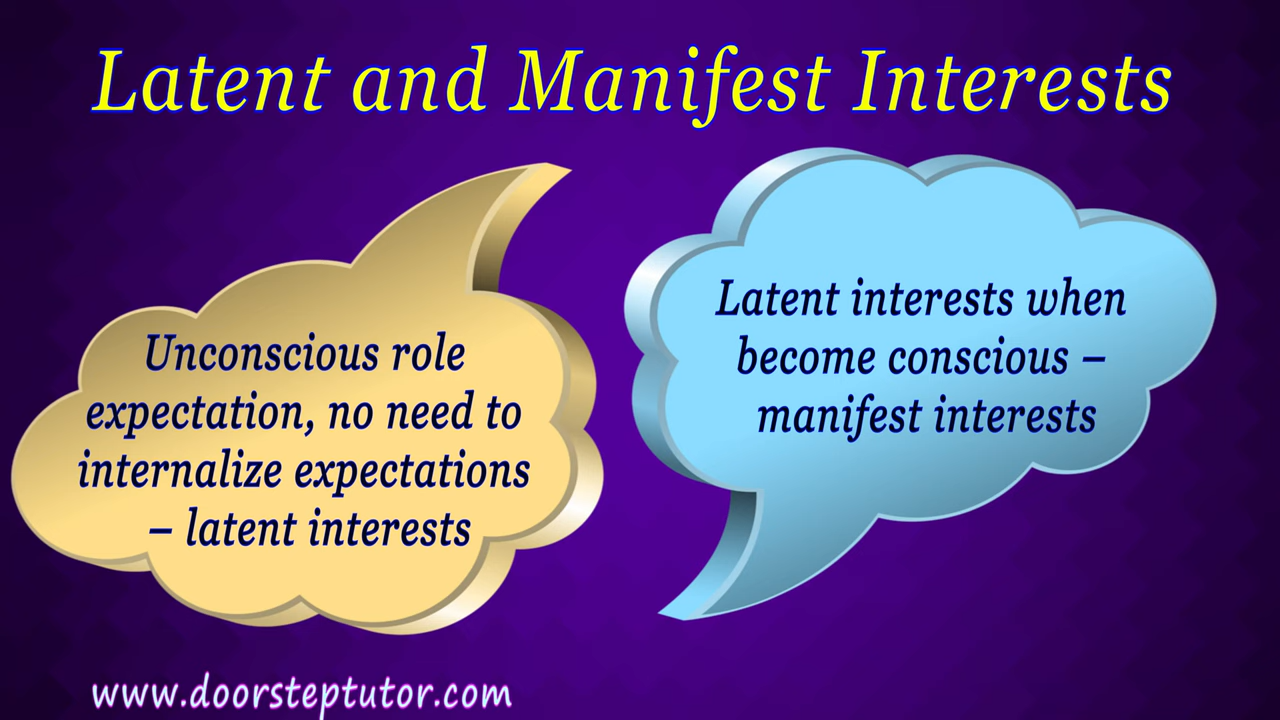 Latent and Manifest Interests
Unconscious role
expectation, no need to
internalize expectations
– latent interests
Latent interests when
become conscious –
manifest interests
www.doorsteptutor.com